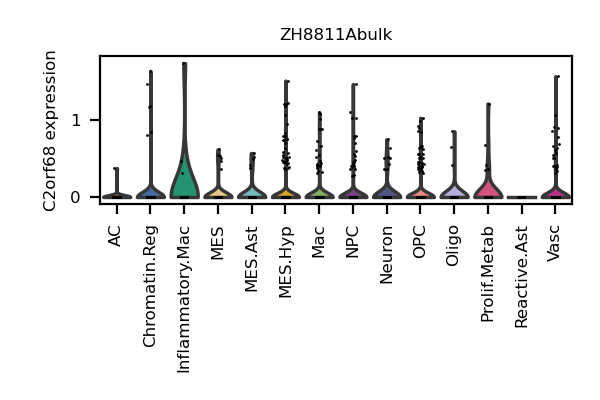 ZH8811Abulk
C2orf68 expression
1
0
AC
Chromatin.Reg
Inflammatory.Mac
MES
MES.Ast
MES.Hyp
Mac
NPC
Neuron
OPC
Oligo
Prolif.Metab
Reactive.Ast
Vasc